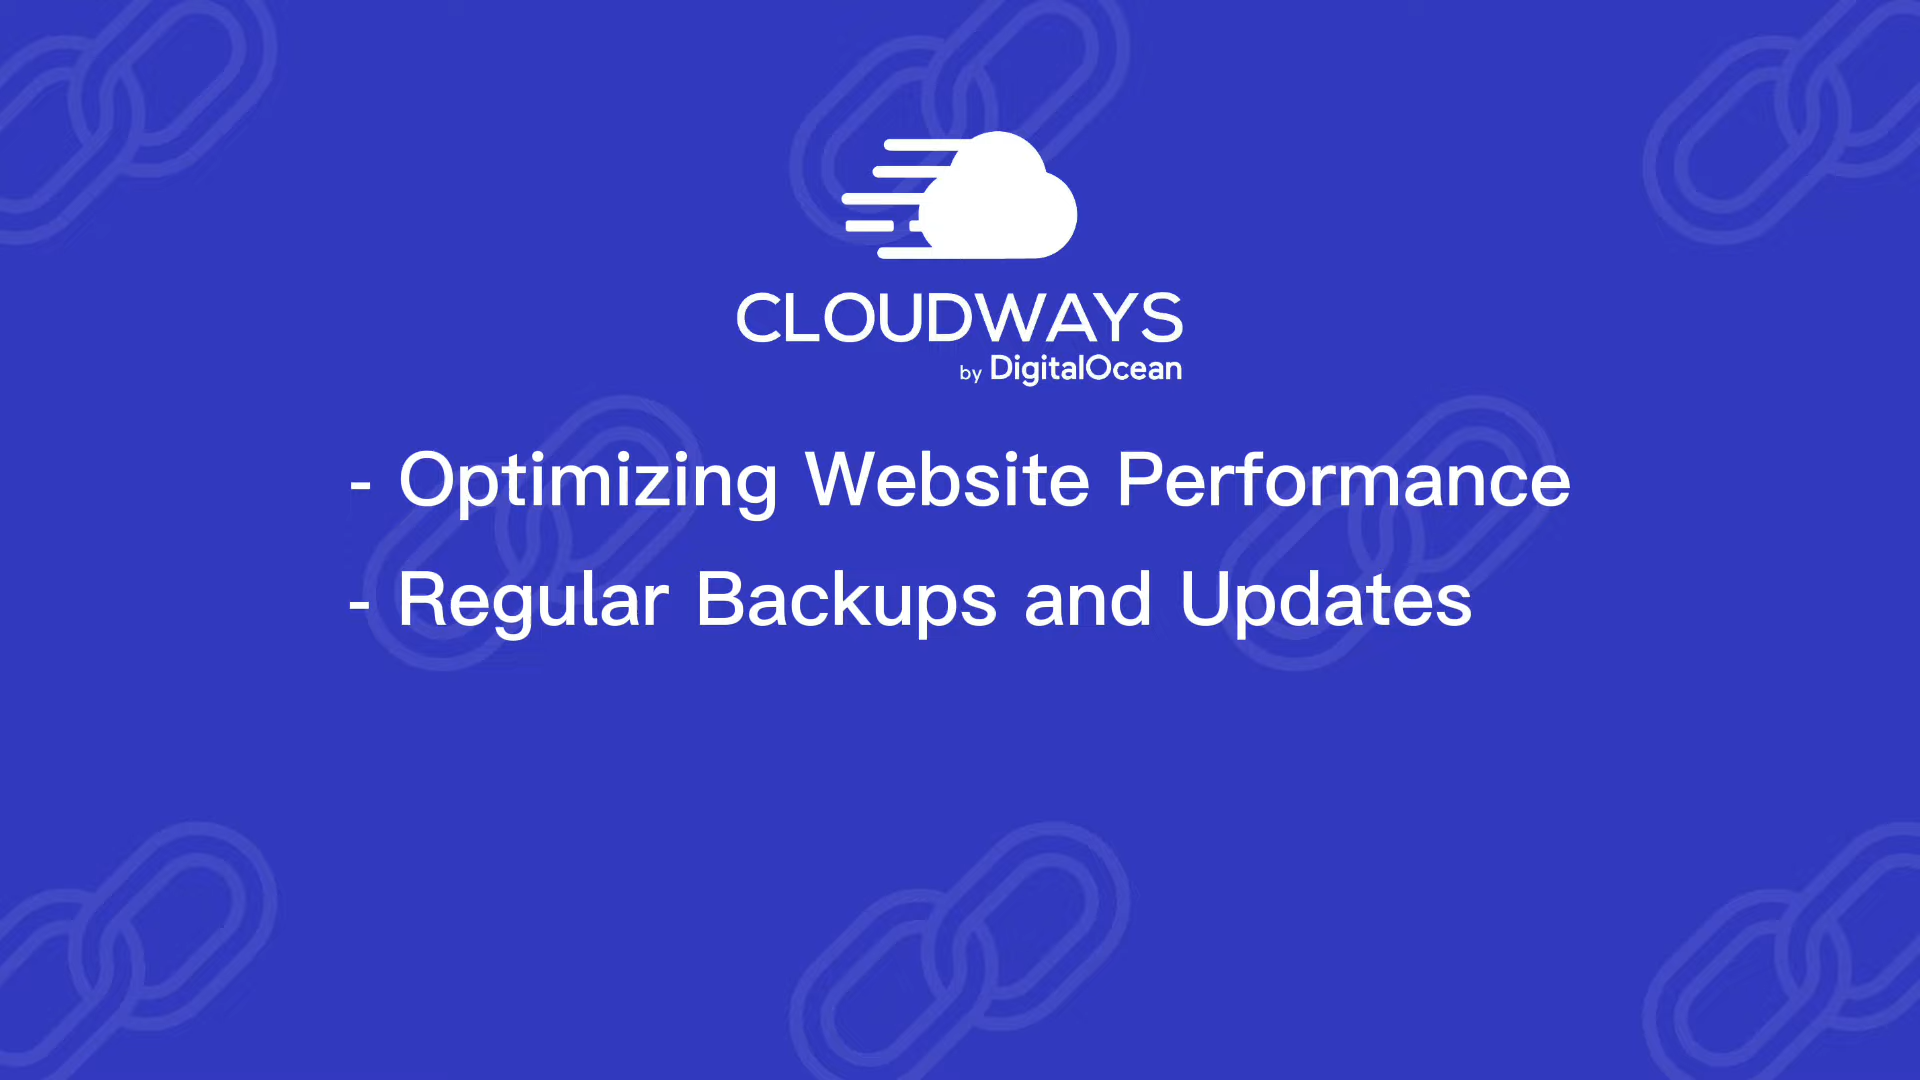 CLOUDWAYS
by DigitalOcean
- Optimizing Website Performance
- Regular Backups and Updates